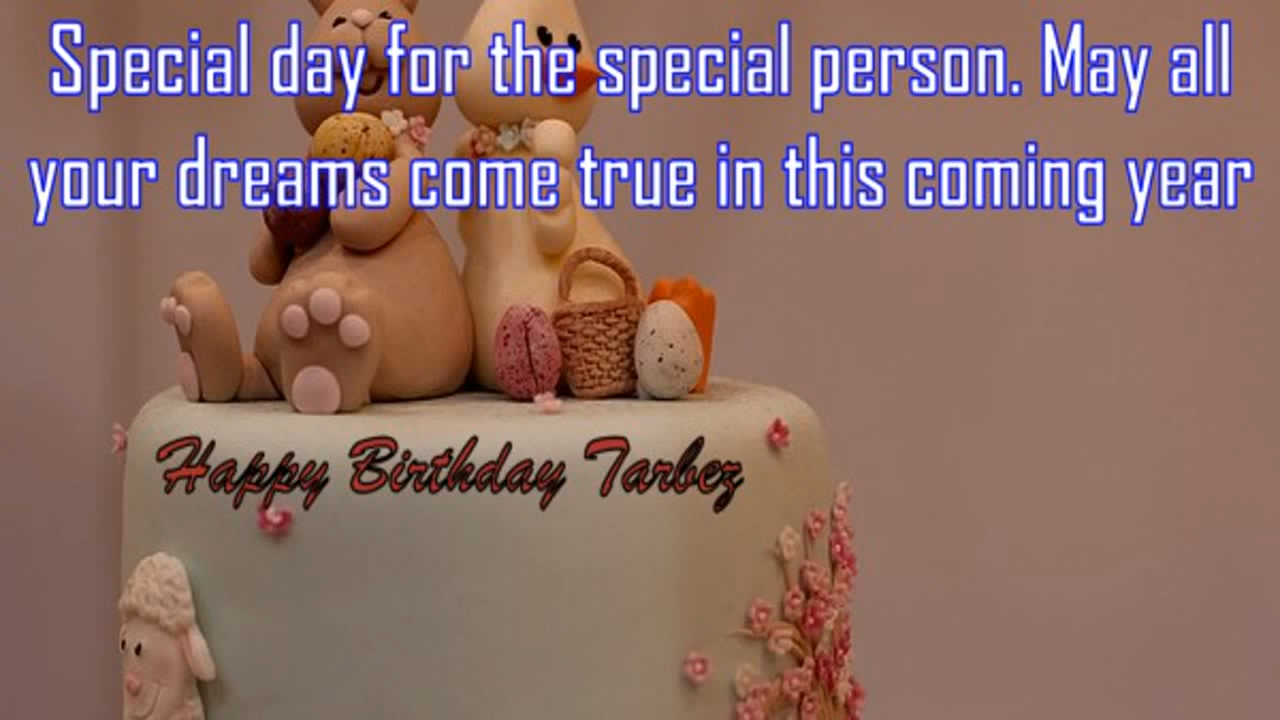 Special day for the special person. May all
your dreams come true in this coming year
Happy Birthday Tarbez